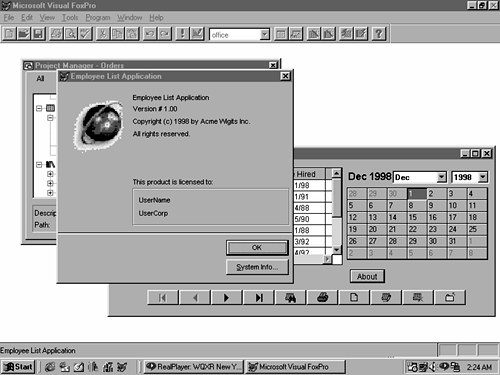 Microsoft Visual FoxPro
File Edit View Tools Program Window Help
office
Project Manager - Orders
All
Descrip
Path:
Employee List Application
Employee List Application
Version # 1.00
Copyright (c) 1998 by Acme Wigits Inc.
All rights reserved.
This product is licensed to:
UserName
UserCorp
OK
System Info...
Hired
1/98
1/91
4/88
5/90
1/88
3/92
4/92
Dec 1998 Dec 1998
28 29 30 1 2 3 4
5 6 7 8 9 10 11
12 13 14 15 16 17 18
19 20 21 22 23 24 25
26 27 28 29 30 31 1
2 3 4 5 6 7 8
About
Employee List Application
Start RealPlayer: WQXR New Y... Microsoft Visual FoxPro 2:24 AM